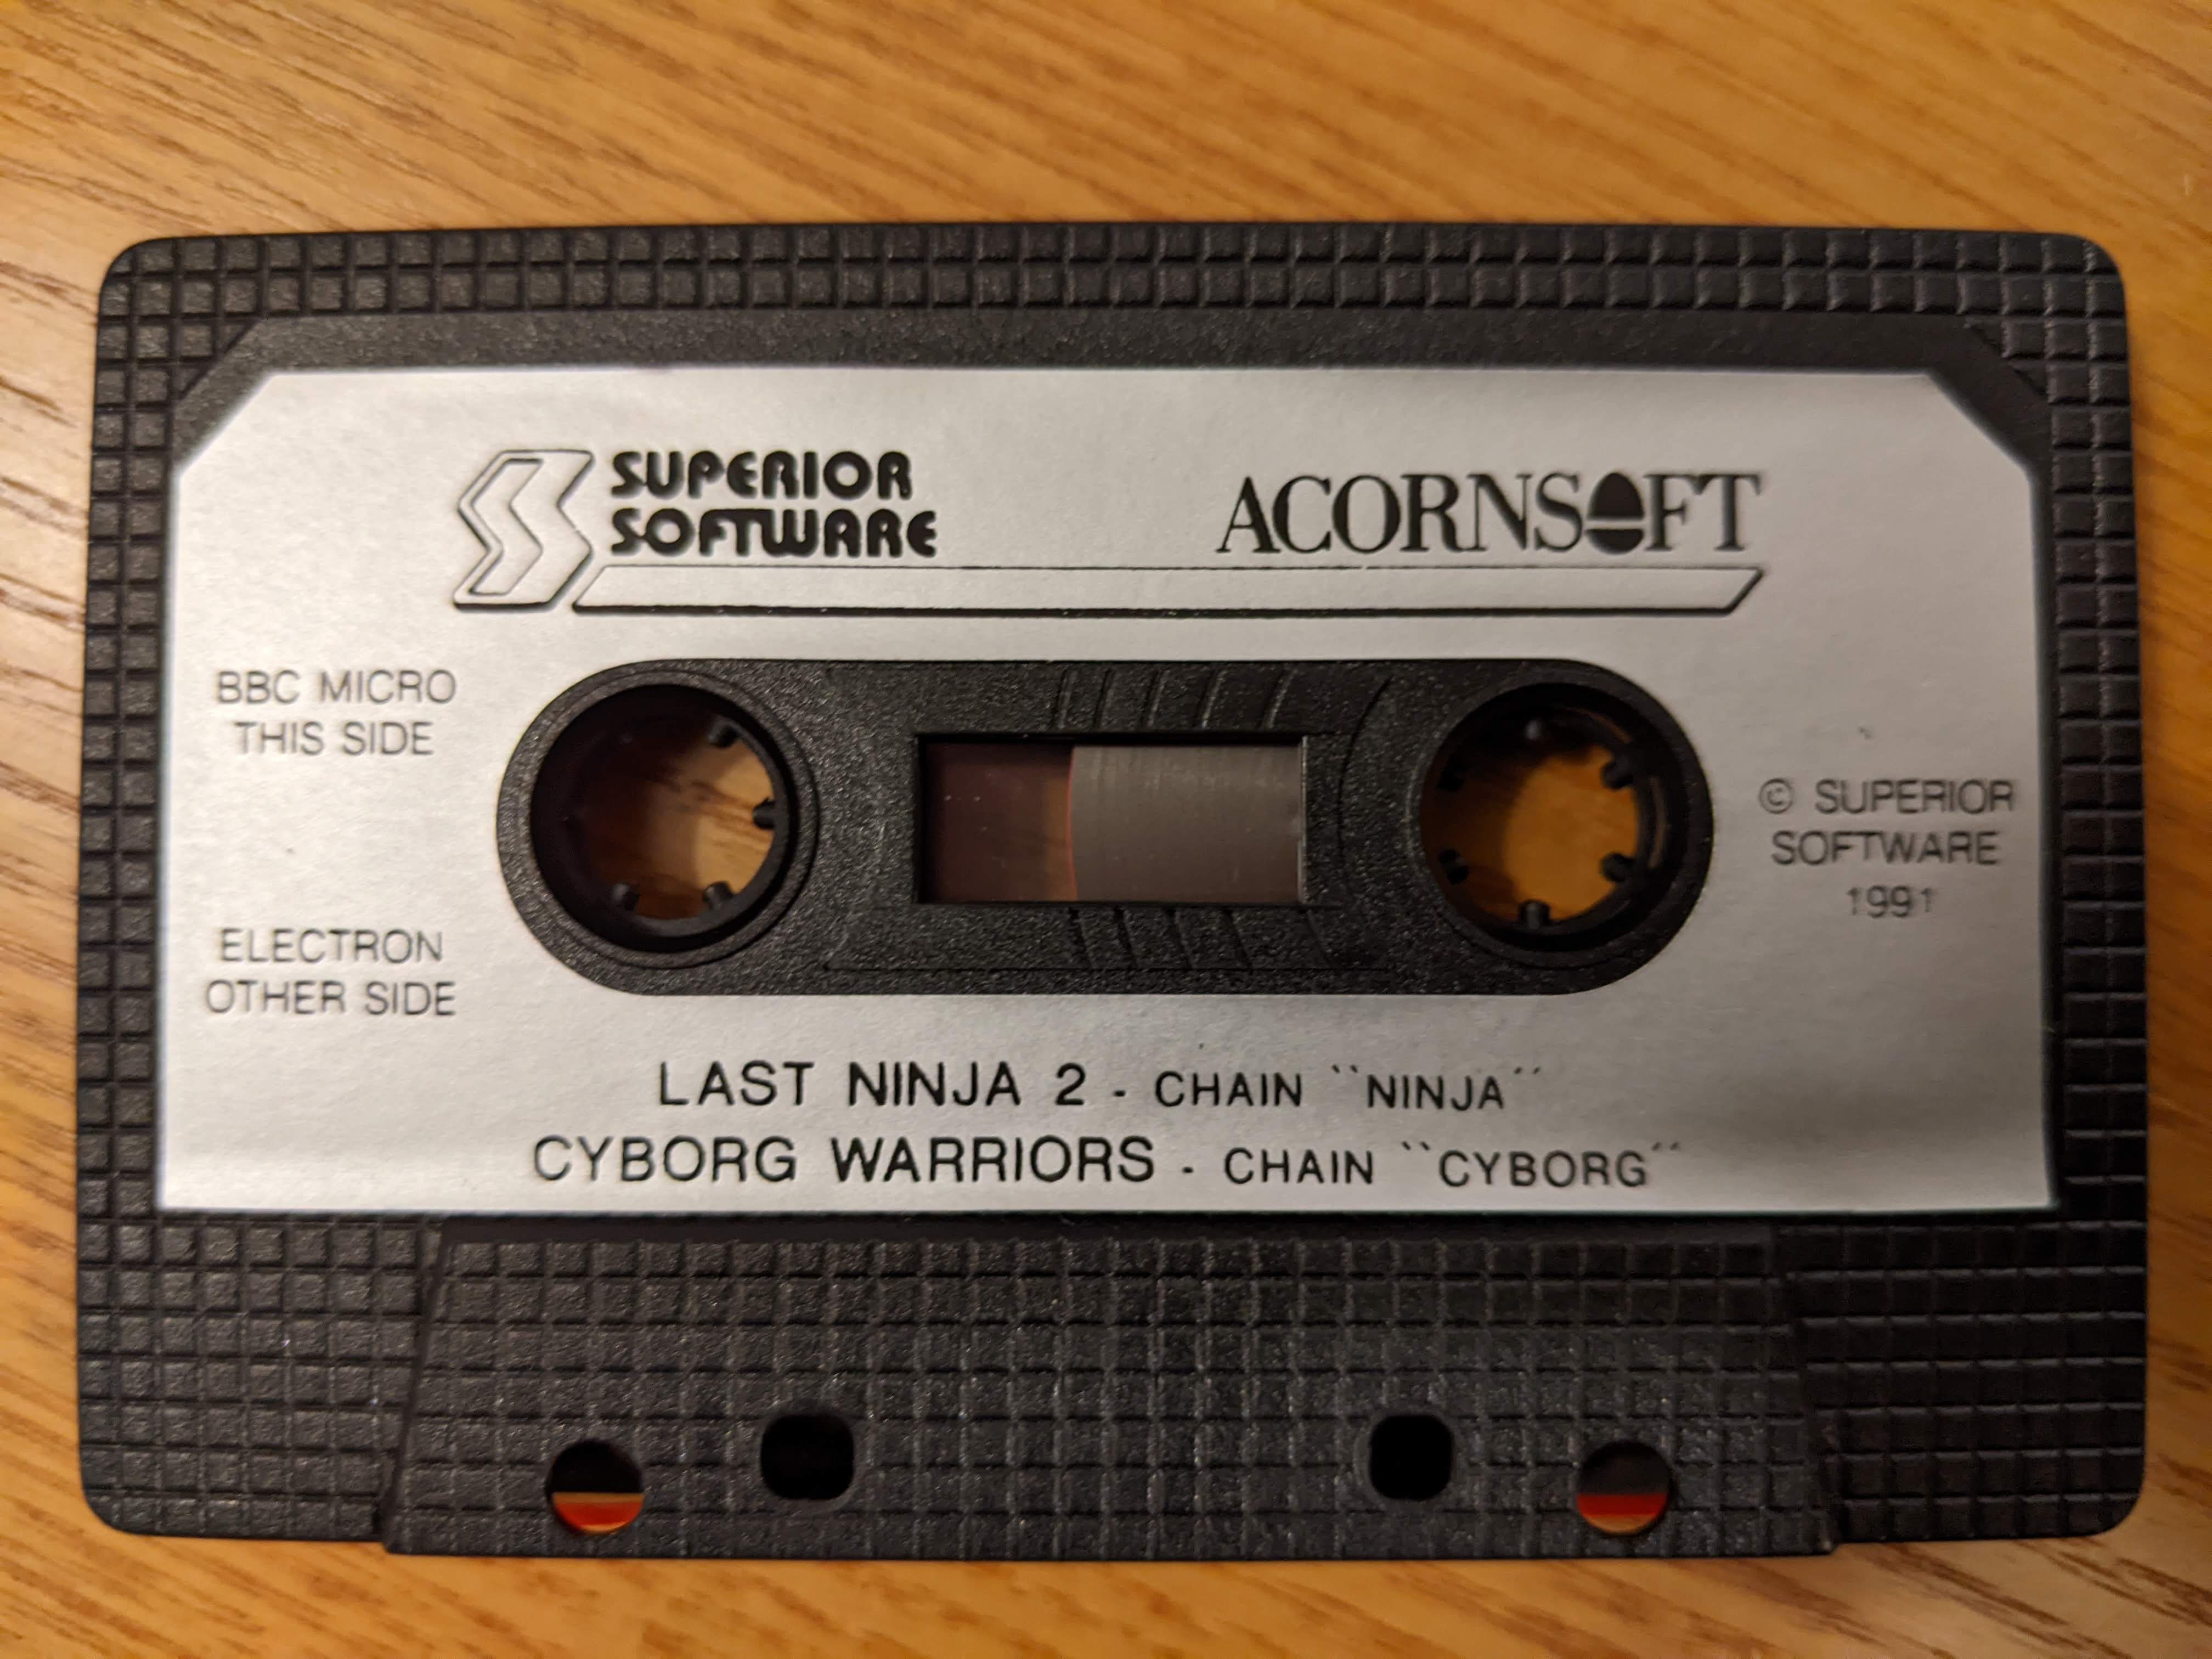 SUPERIOR
SOFTWARE
ACORNSOFT
BBC MICRO
THIS SIDE
ELECTRON
OTHER SIDE
© SUPERIOR
SOFTWARE
1991
LAST NINJA 2 - CHAIN ``NINJA´´
CYBORG WARRIORS - CHAIN ``CYBORG´´